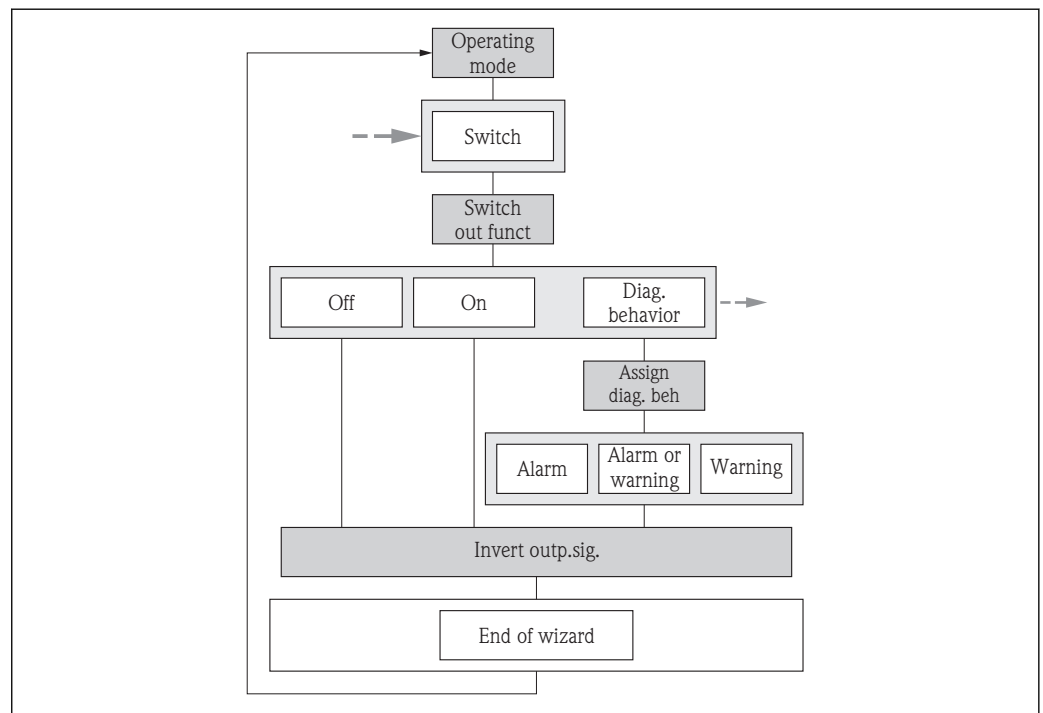 Operating
mode
Switch
Switch
out funct
Off
On
Diag.
behavior
Assign
diag. beh
Alarm
Alarm or
warning
Warning
Invert outp.sig.
End of wizard